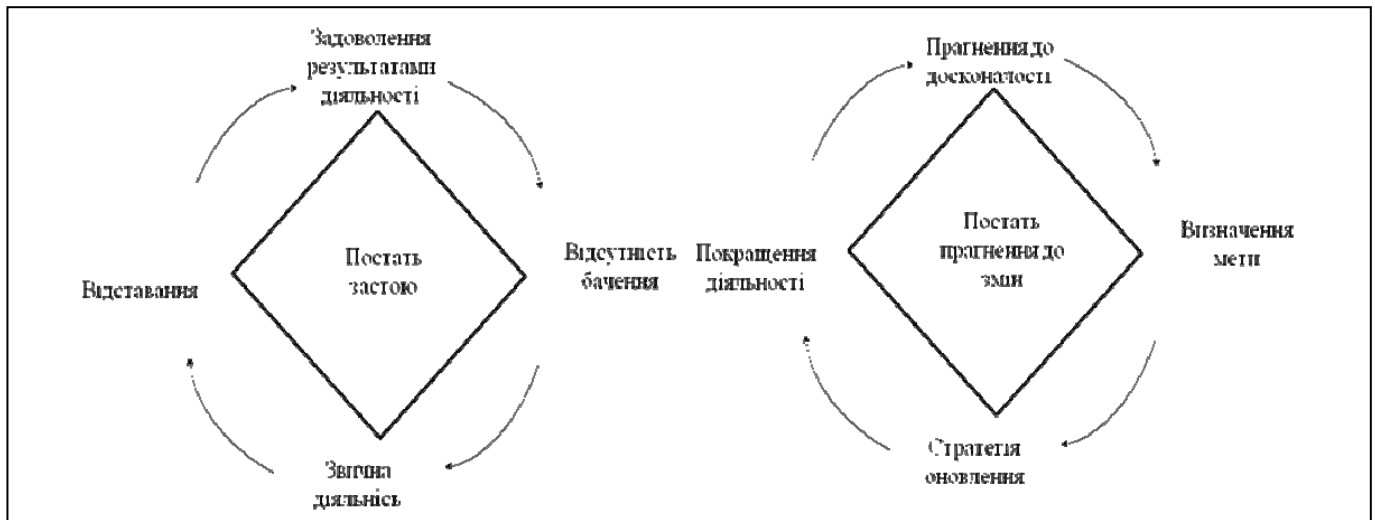 Задоволення
результатами
діяльності
Відсутність
бачення
Звична
діяльнісь
Відставання
Постать
застою
Прагнення до
досконалості
Визначення
мети
Стратегія
оновлення
Покращення
діяльності
Постать
прагнення до
змін